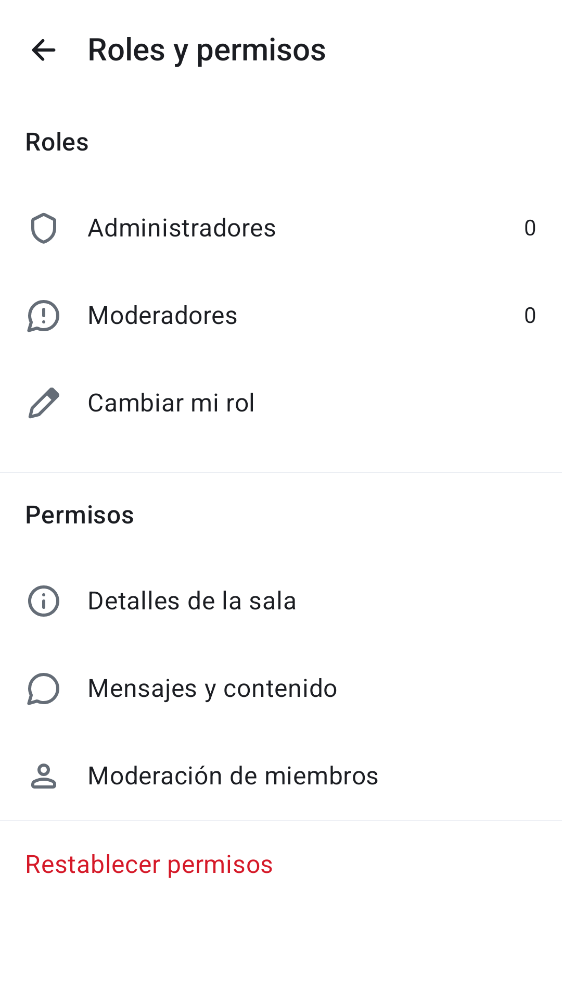 Roles y permisos
Roles
Administradores 0
Moderadores 0
Cambiar mi rol
Permisos
Detalles de la sala
Mensajes y contenido
Moderación de miembros
Restablecer permisos